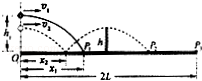 v₁
v₂
h₁
h
O
P₁
P₂
P₃
x₂
x₁
2L